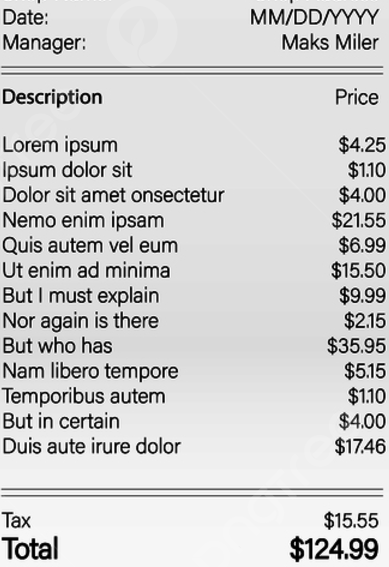 Date: MM/DD/YYYY
Manager: Maks Miler
Description Price
Lorem ipsum $4.25
Ipsum dolor sit $1.10
Dolor sit amet onsectetur $4.00
Nemo enim ipsam $21.55
Quis autem vel eum $6.99
Ut enim ad minima $15.50
But I must explain $9.99
Nor again is there $2.15
But who has $35.95
Nam libero tempore $5.15
Temporibus autem $1.10
But in certain $4.00
Duis aute irure dolor $17.46
Tax $15.55
Total $124.99